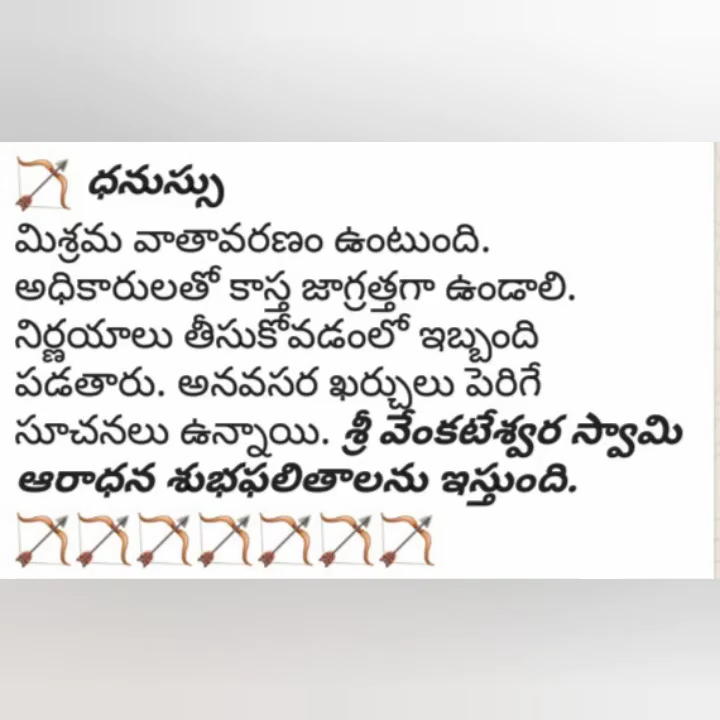 🏹 ధనుస్సు
మిశ్రమ వాతావరణం ఉంటుంది.
అధికారులతో కాస్త జాగ్రత్తగా ఉండాలి.
నిర్ణయాలు తీసుకోవడంలో ఇబ్బంది
పడతారు. అనవసర ఖర్చులు పెరిగే
సూచనలు ఉన్నాయి. శ్రీ వేంకటేశ్వర స్వామి
ఆరాధన శుభఫలితాలను ఇస్తుంది.
🏹🏹🏹🏹🏹🏹🏹